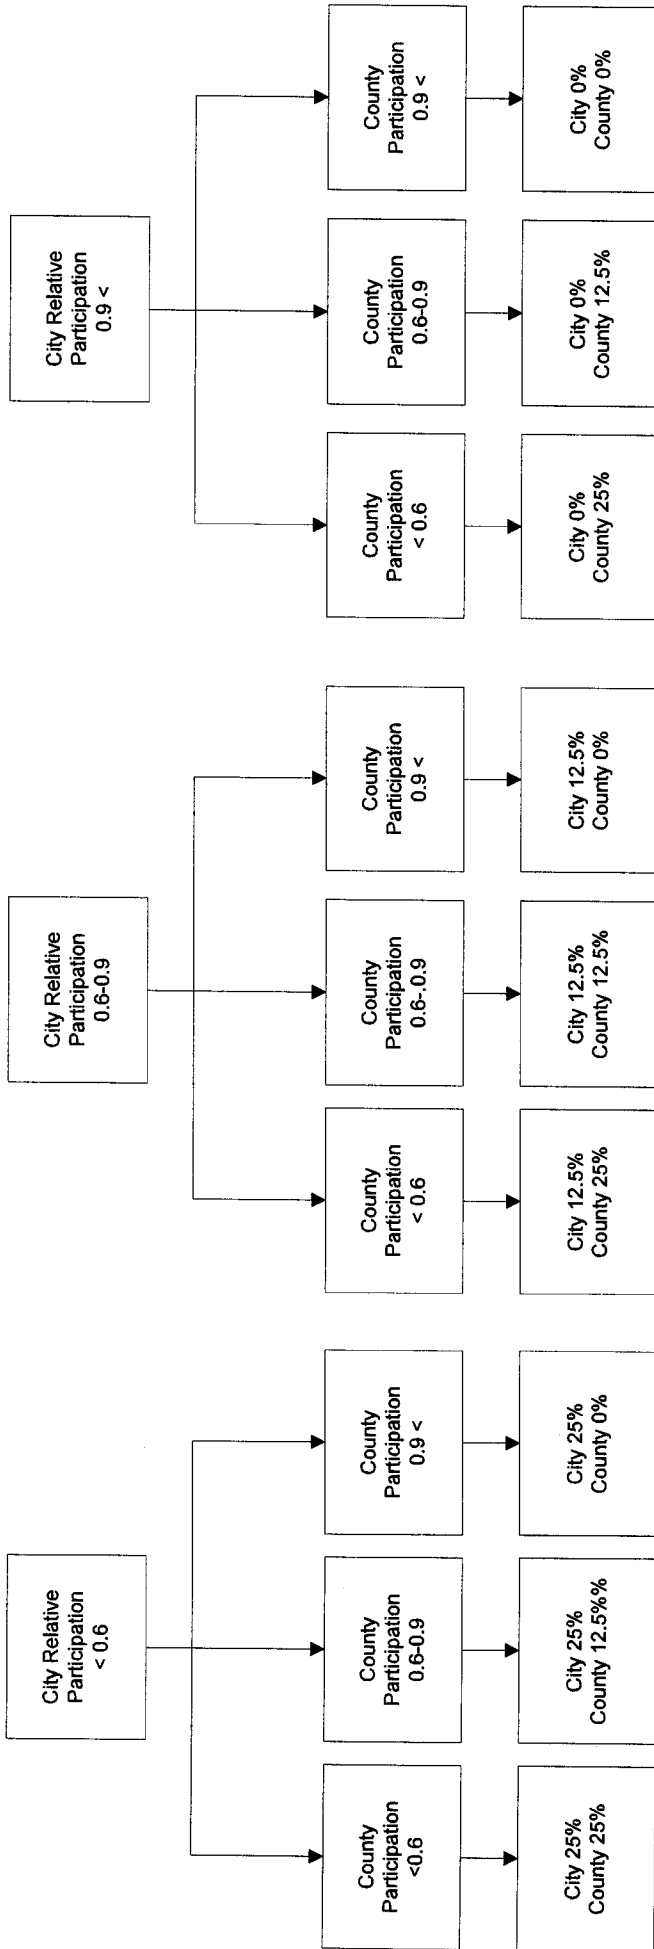 City Relative
Participation
< 0.6
County
Participation
<0.6
County
Participation
0.6-0.9
County
Participation
0.9 <
City 25%
County 25%
City 25%
County 12.5%%
City 25%
County 0%
City Relative
Participation
0.6-0.9
County
Participation
< 0.6
County
Participation
0.6-.0.9
County
Participation
0.9 <
City 12.5%
County 25%
City 12.5%
County 12.5%
City 12.5%
County 0%
City Relative
Participation
0.9 <
County
Participation
< 0.6
County
Participation
0.6-0.9
County
Participation
0.9 <
City 0%
County 25%
City 0%
County 12.5%
City 0%
County 0%